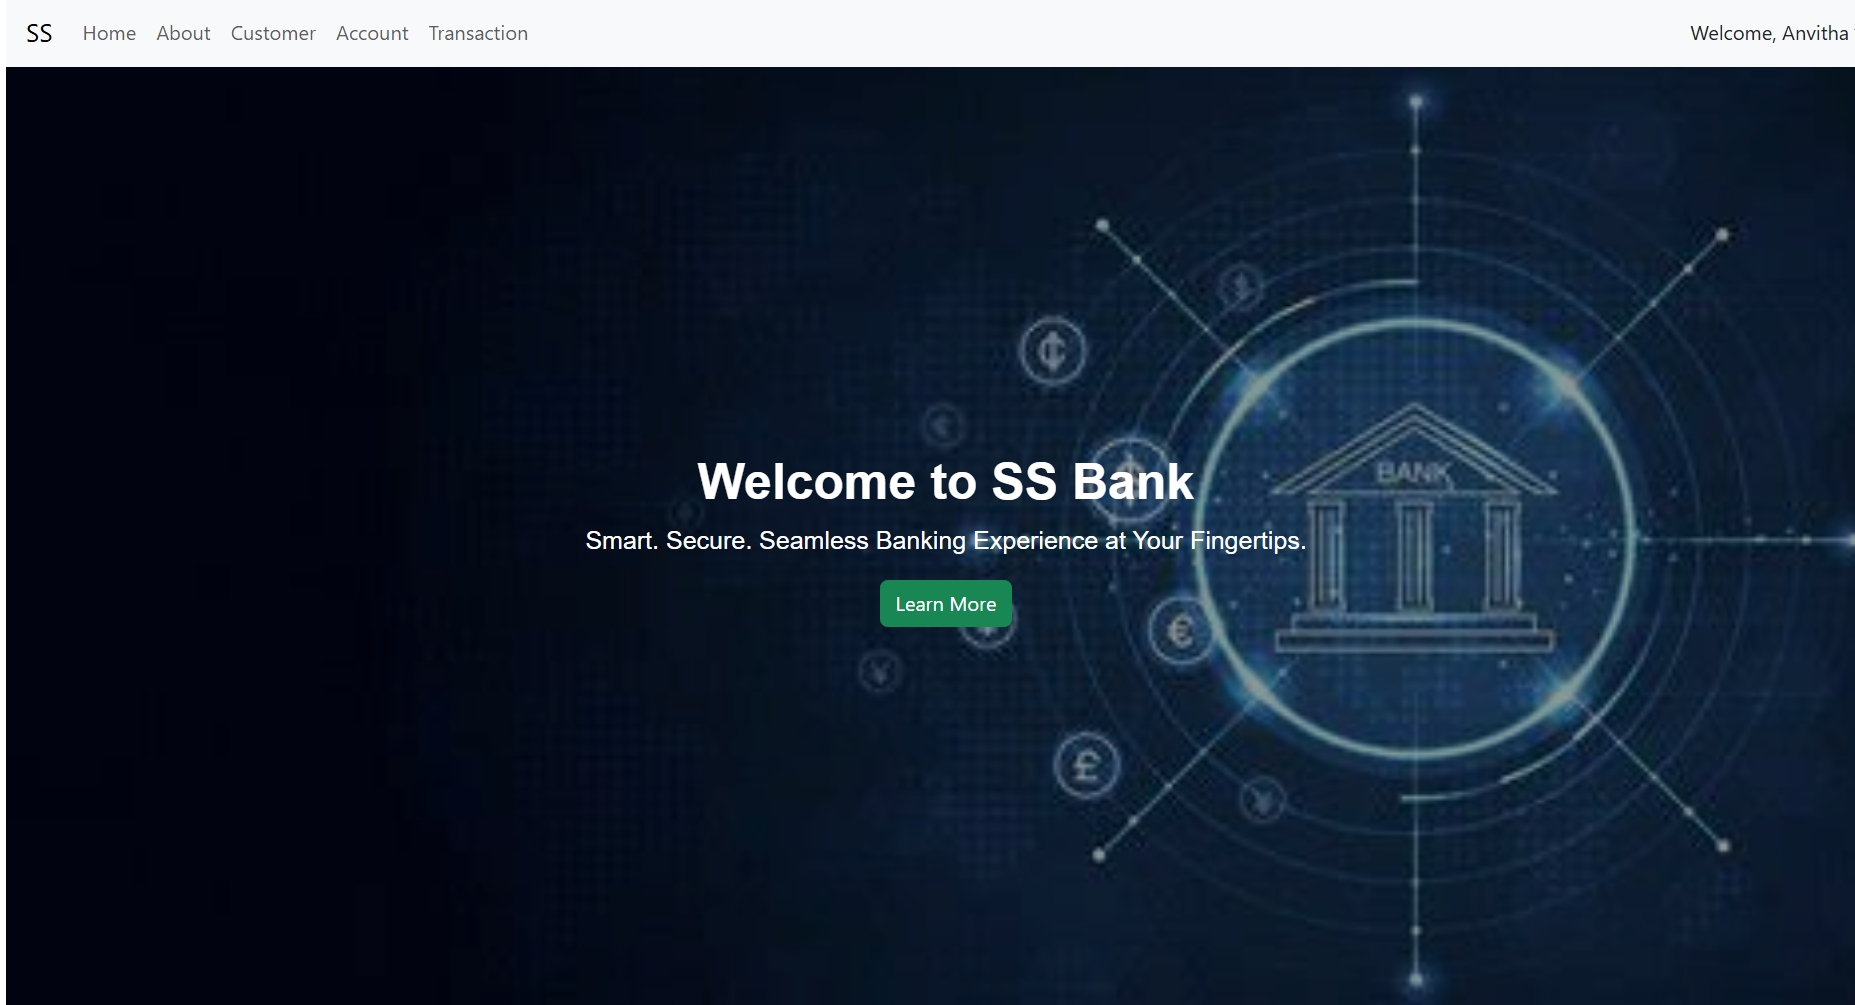 SS Home About Customer Account Transaction Welcome, Anvitha
BANK
Welcome to SS Bank
Smart. Secure. Seamless Banking Experience at Your Fingertips.
Learn More